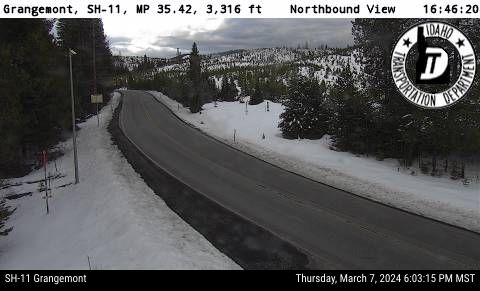 Grangemont, SH-11, MP 35.42, 3,316 ft Northbound View 16:46:20
IDAHO
TRANSPORTATION DEPARTMENT
SH-11 Grangemont Thursday, March 7, 2024 6:03:15 PM MST